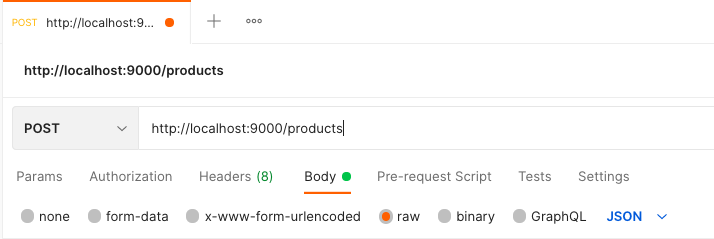 POST http://localhost:9...
http://localhost:9000/products
POST http://localhost:9000/products
Params Authorization Headers (8) Body Pre-request Script Tests Settings
none form-data x-www-form-urlencoded raw binary GraphQL JSON